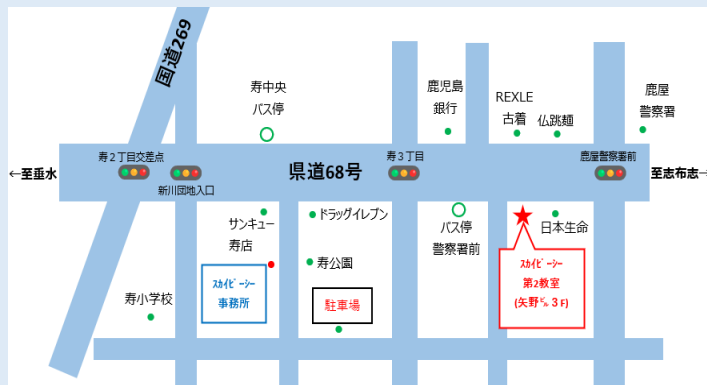 国道269
寿中央
バス停
鹿児島
銀行
REXLE
古着
仏跳麺
鹿屋
警察署
寿2丁目交差点
新川団地入口
県道68号
寿3丁目
鹿屋警察署前
←至垂水
至志布志→
サンキュー
寿店
ドラッグイレブン
バス停
警察署前
日本生命
寿公園
スカイピーシー
事務所
駐車場
スカイピーシー
第2教室
(矢野ビル3F)
寿小学校